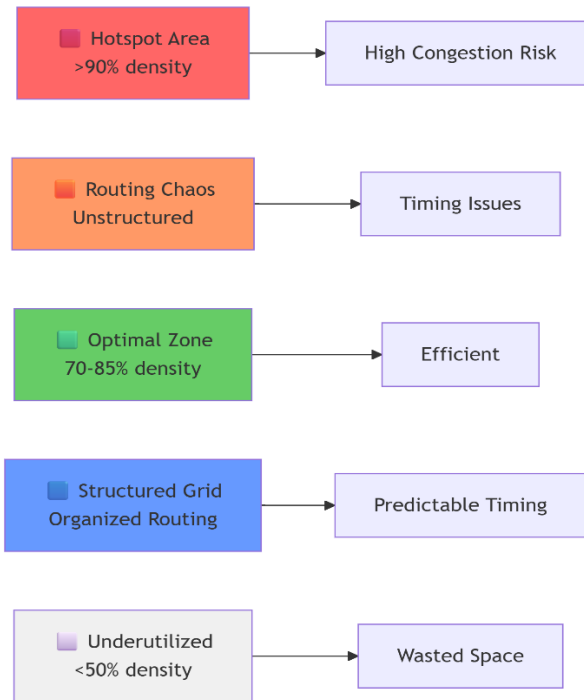 Hotspot Area
>90% density
High Congestion Risk
Routing Chaos
Unstructured
Timing Issues
Optimal Zone
70-85% density
Efficient
Structured Grid
Organized Routing
Predictable Timing
Underutilized
<50% density
Wasted Space